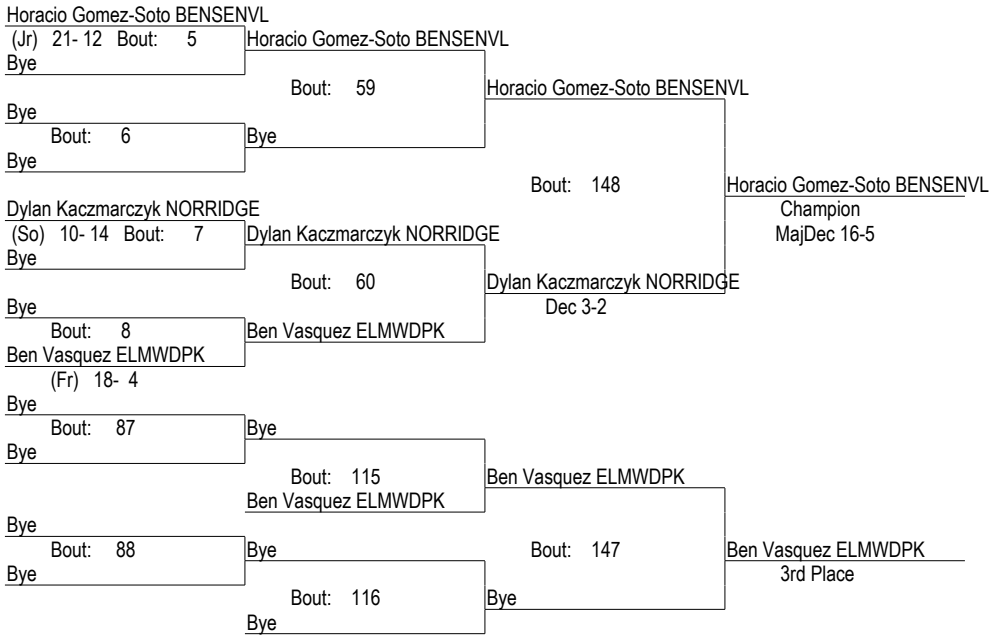 Horacio Gomez-Soto BENSENVL
(Jr) 21- 12 Bout: 5 Horacio Gomez-Soto BENSENVL
Bye
Bout: 59 Horacio Gomez-Soto BENSENVL
Bye
Bout: 6 Bye
Bye
Bout: 148 Horacio Gomez-Soto BENSENVL
Dylan Kaczmarczyk NORRIDGE Champion
(So) 10- 14 Bout: 7 Dylan Kaczmarczyk NORRIDGE MajDec 16-5
Bye
Bout: 60 Dylan Kaczmarczyk NORRIDGE
Bye Dec 3-2
Bout: 8 Ben Vasquez ELMWDPK
Ben Vasquez ELMWDPK
(Fr) 18- 4
Bye
Bout: 87 Bye
Bye
Bout: 115 Ben Vasquez ELMWDPK
Ben Vasquez ELMWDPK
Bye
Bout: 88 Bye Bout: 147 Ben Vasquez ELMWDPK
Bye 3rd Place
Bout: 116 Bye
Bye